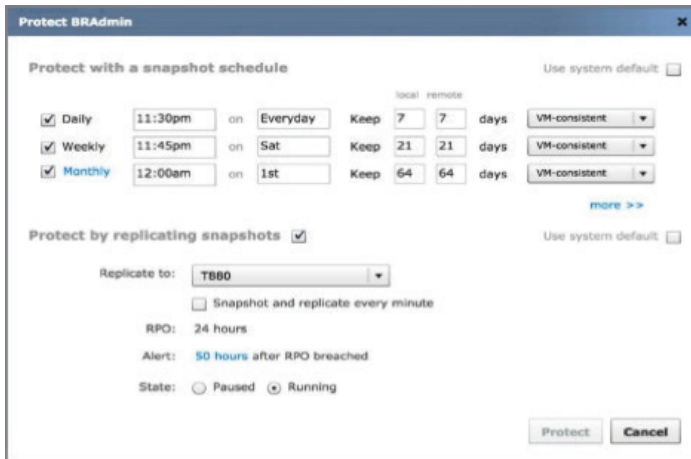 Protect BRAdmin
Protect with a snapshot schedule Use system default
local remote
Daily 11:30pm on Everyday Keep 7 7 days VM-consistent
Weekly 11:45pm on Sat Keep 21 21 days VM-consistent
Monthly 12:00am on 1st Keep 64 64 days VM-consistent
more >>
Protect by replicating snapshots Use system default
Replicate to: T880
Snapshot and replicate every minute
RPO: 24 hours
Alert: 50 hours after RPO breached
State: Paused Running
Protect Cancel